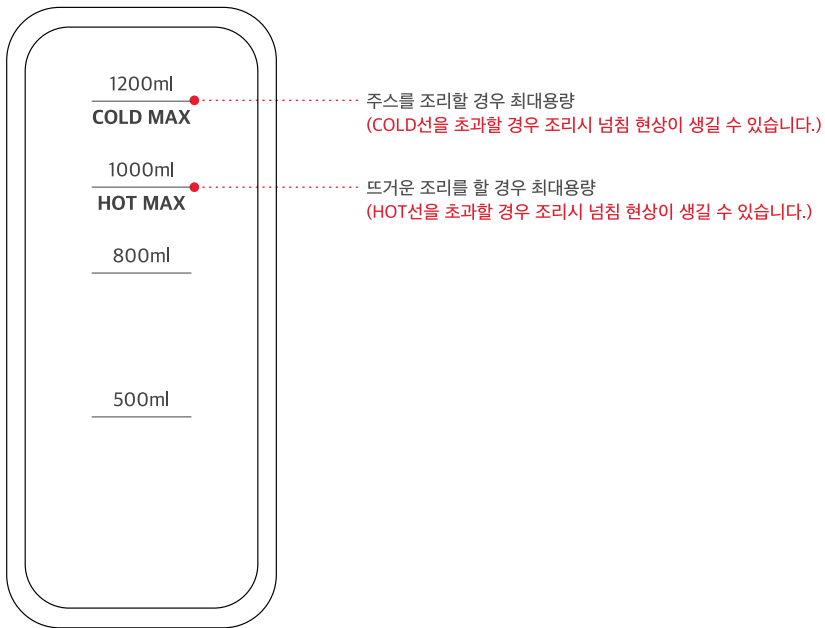 1200ml
COLD MAX
주스를 조리할 경우 최대용량
(COLD선을 초과할 경우 조리시 넘침 현상이 생길 수 있습니다.)
1000ml
HOT MAX
뜨거운 조리를 할 경우 최대용량
(HOT선을 초과할 경우 조리시 넘침 현상이 생길 수 있습니다.)
800ml
500ml